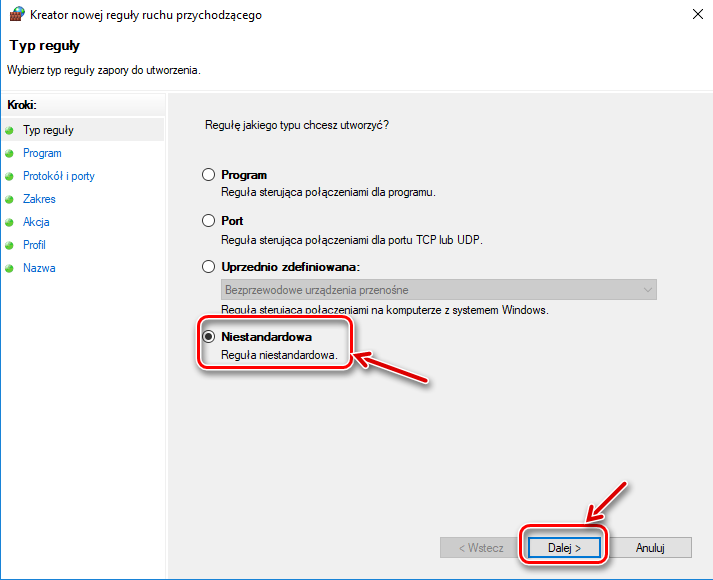 Kreator nowej reguły ruchu przychodzącego
Typ reguły
Wybierz typ reguły zapory do utworzenia.
Kroki:
Typ reguły
Program
Protokół i porty
Zakres
Akcja
Profil
Nazwa
Regułę jakiego typu chcesz utworzyć?
Program
Reguła sterująca połączeniami dla programu.
Port
Reguła sterująca połączeniami dla portu TCP lub UDP.
Uprzednio zdefiniowana:
Bezprzewodowe urządzenia przenośne
Reguła sterująca połączeniami na komputerze z systemem Windows.
Niestandardowa
Reguła niestandardowa.
< Wstecz
Dalej >
Anuluj